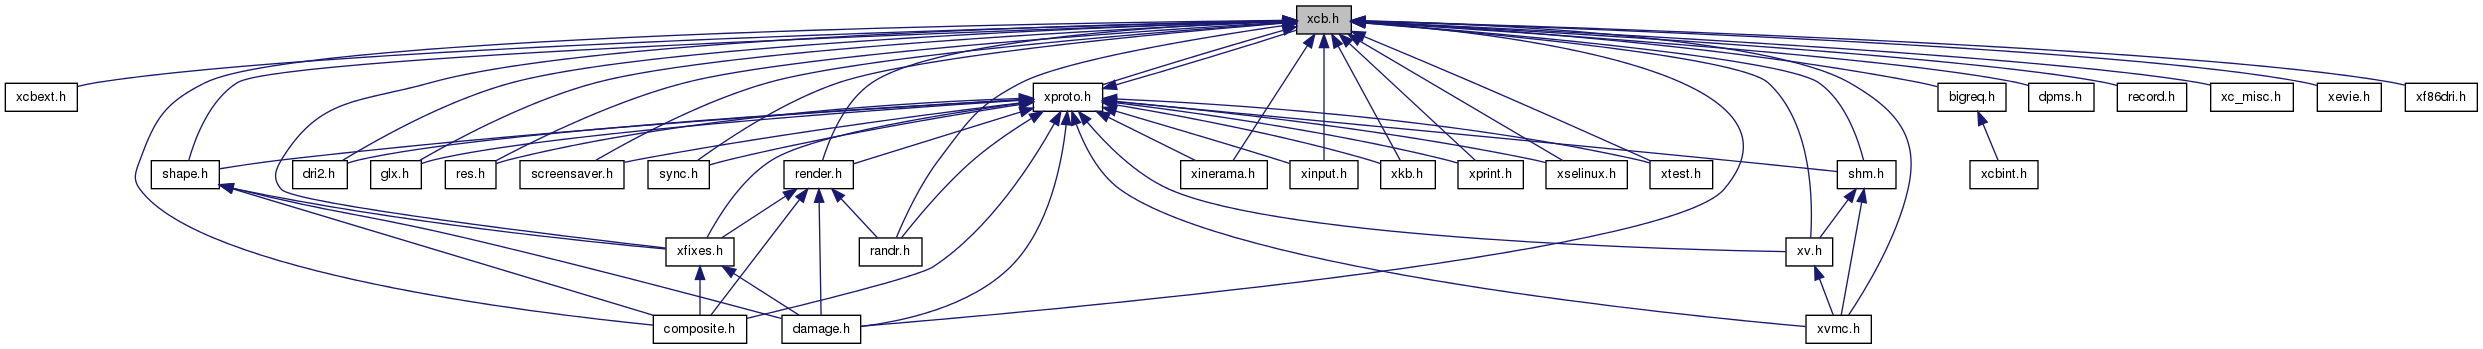 xcb.h
xcbext.h
xproto.h
bigreq.h
dpms.h
record.h
xc_misc.h
xevie.h
xf86dri.h
shape.h
dri2.h
glx.h
res.h
screensaver.h
sync.h
render.h
xinerama.h
xinput.h
xkb.h
xprint.h
xselinux.h
xtest.h
shm.h
xcbint.h
xfixes.h
randr.h
xv.h
composite.h
damage.h
xvmc.h